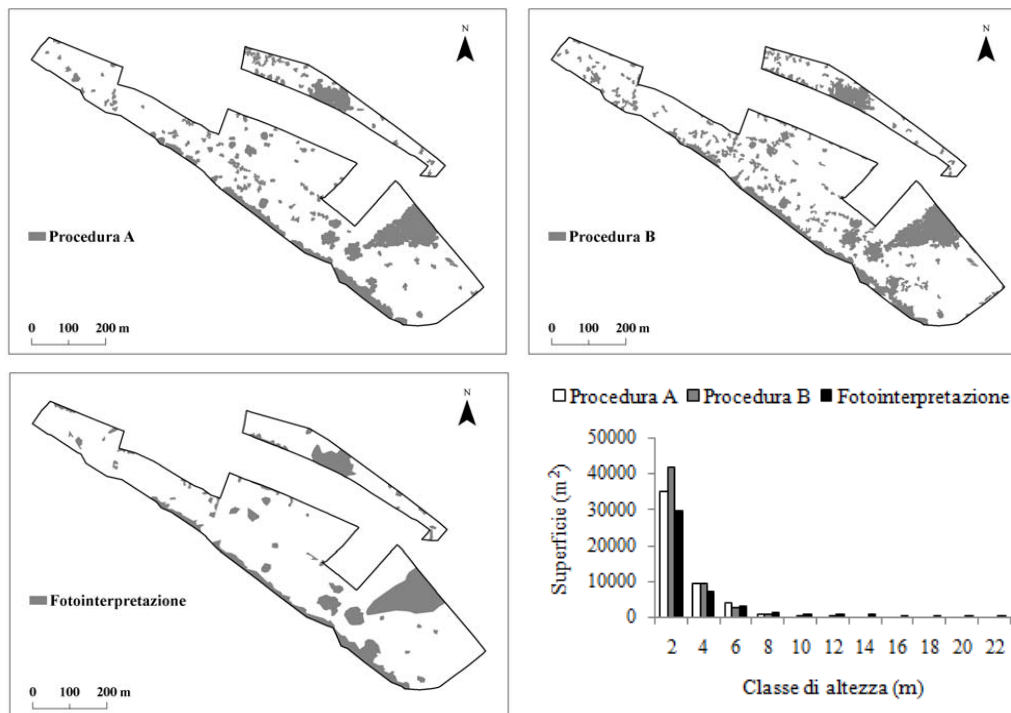 N
Procedura A
0 100 200 m
N
Procedura B
0 100 200 m
N
Fotointerpretazione
0 100 200 m
Procedura A Procedura B Fotointerpretazione
50000
40000
30000
20000
10000
0
Superficie (m²)
2 4 6 8 10 12 14 16 18 20 22
Classe di altezza (m)